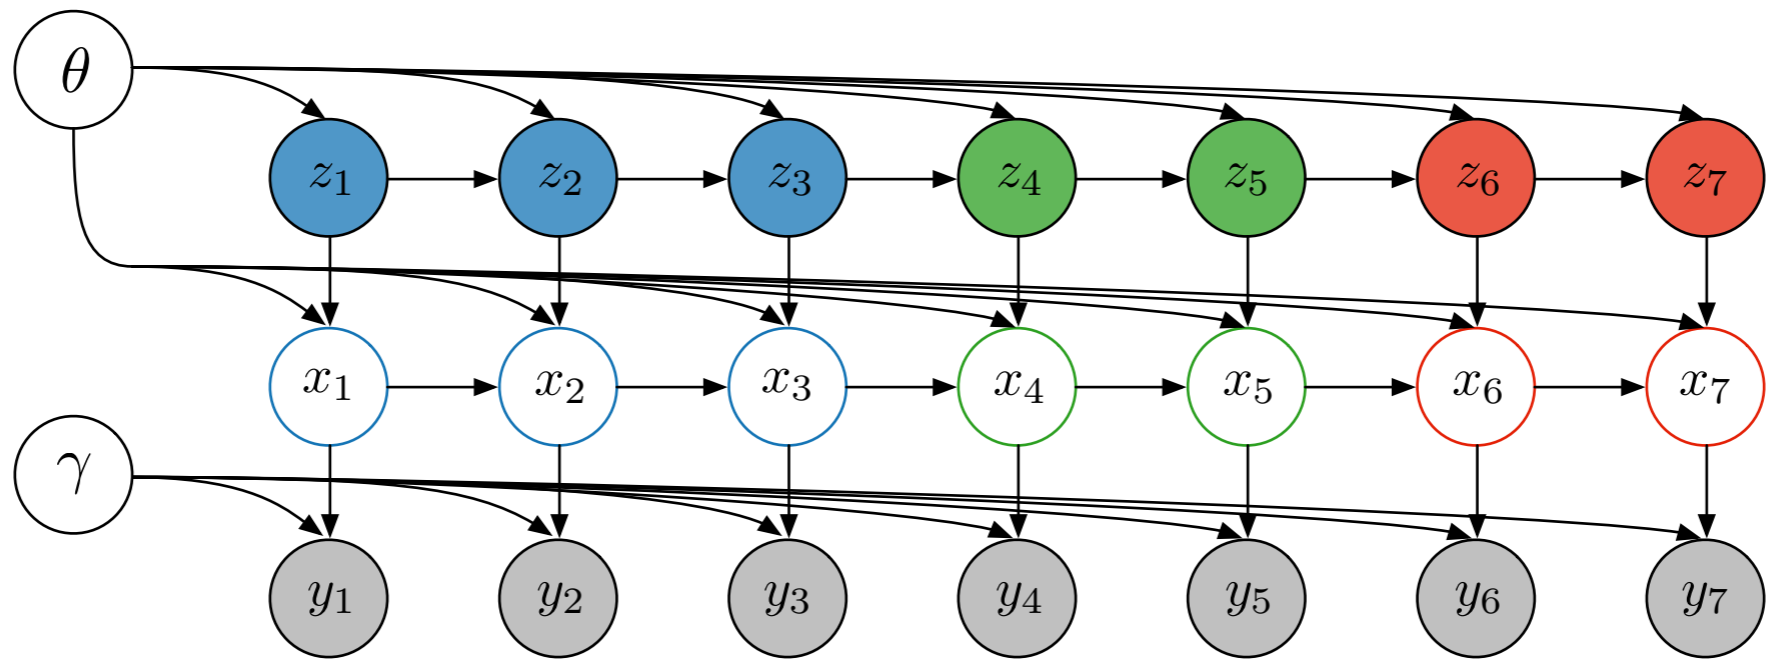 θ
z1 z2 z3 z4 z5 z6 z7
x1 x2 x3 x4 x5 x6 x7
γ
y1 y2 y3 y4 y5 y6 y7